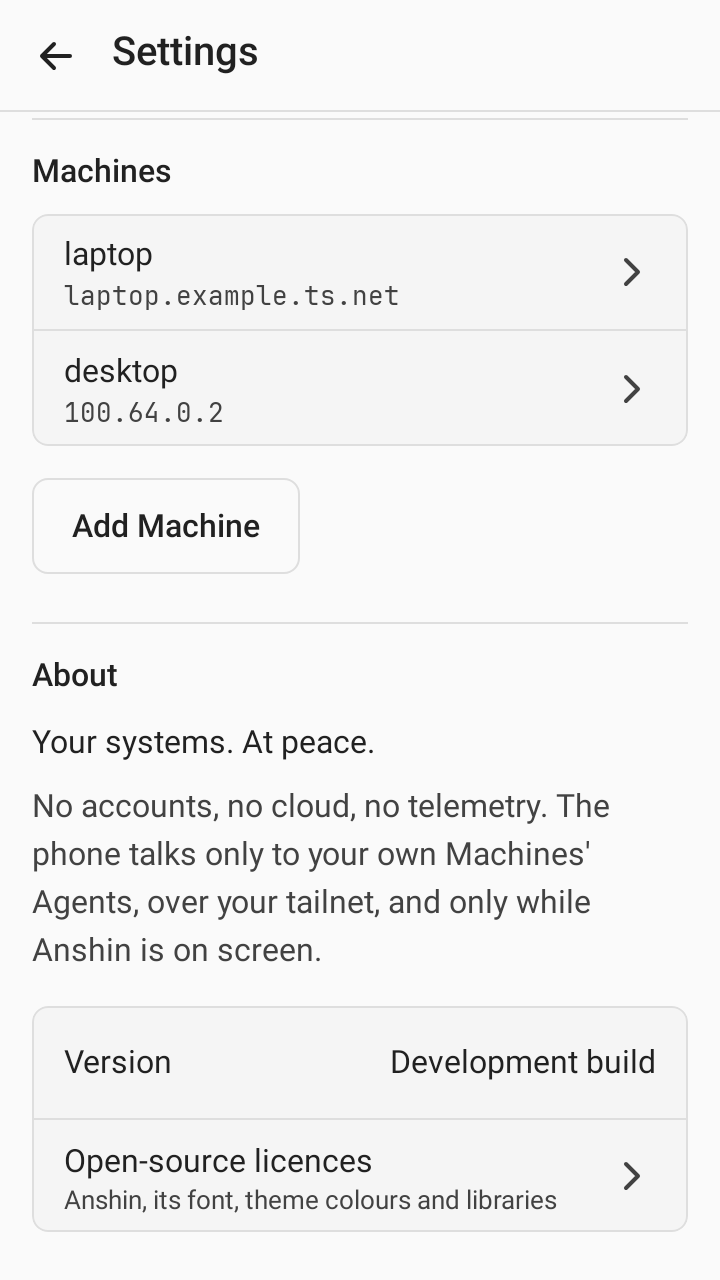 Settings
Machines
laptop
laptop.example.ts.net
desktop
100.64.0.2
Add Machine
About
Your systems. At peace.
No accounts, no cloud, no telemetry. The
phone talks only to your own Machines'
Agents, over your tailnet, and only while
Anshin is on screen.
Version Development build
Open-source licences
Anshin, its font, theme colours and libraries